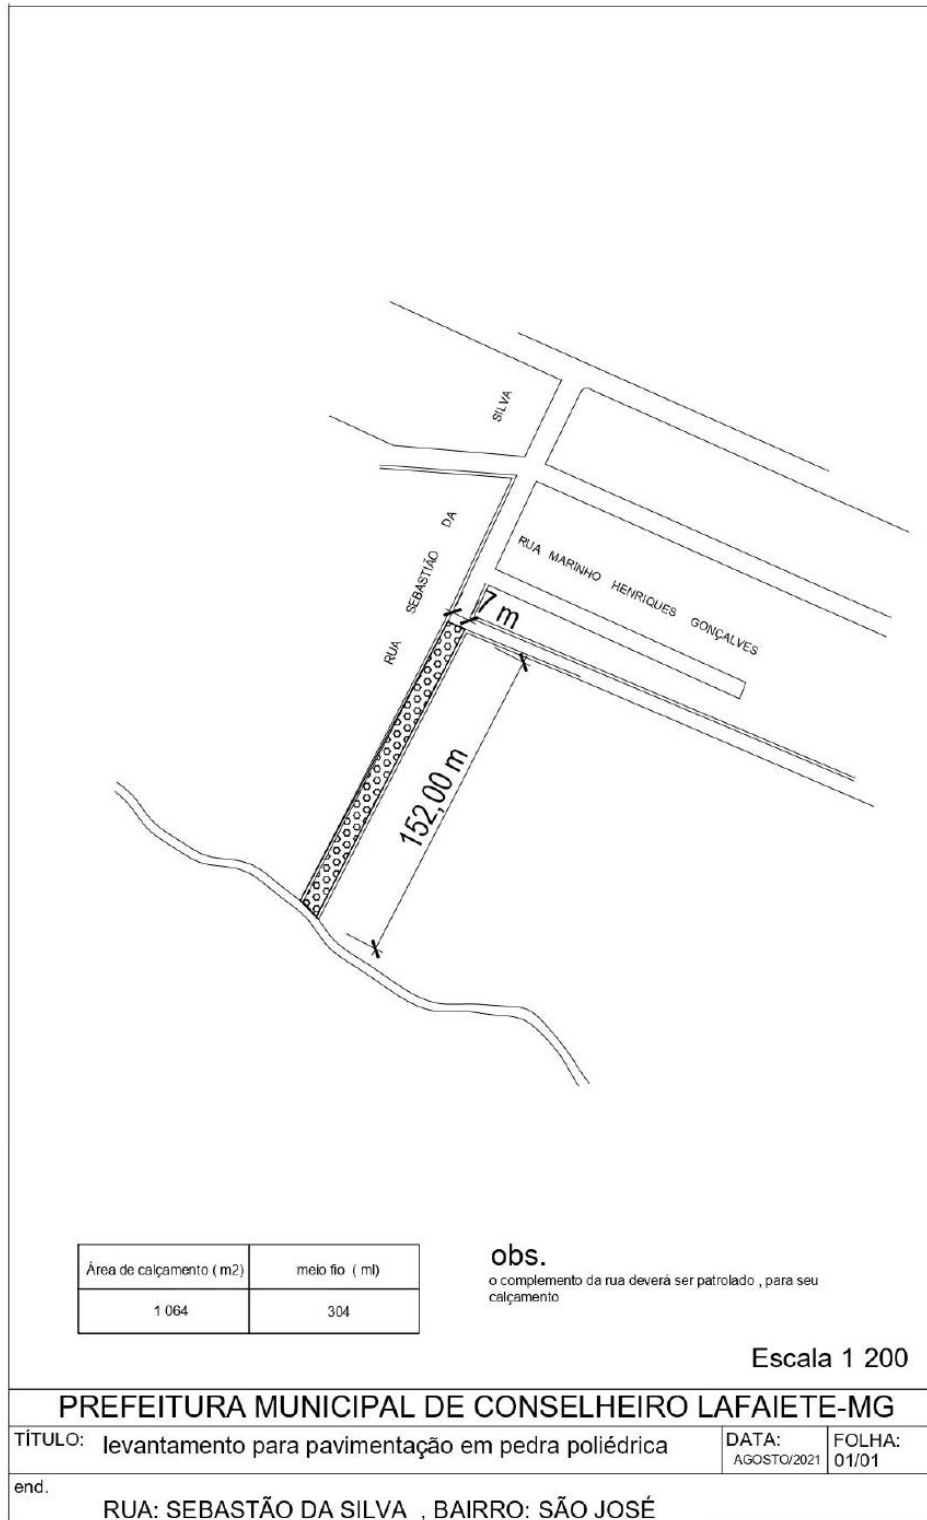 SILVA
DA
SEBASTIÃO
RUA
RUA MARINHO HENRIQUES GONÇALVES
7 m
152,00 m
Área de calçamento ( m2)
meio fio ( ml)
1 064
304
obs.
o complemento da rua deverá ser patrolado , para seu
calçamento
Escala 1 200
PREFEITURA MUNICIPAL DE CONSELHEIRO LAFAIETE-MG
TÍTULO: levantamento para pavimentação em pedra poliédrica
DATA:
AGOSTO/2021
FOLHA:
01/01
end.
RUA: SEBASTÃO DA SILVA , BAIRRO: SÃO JOSÉ